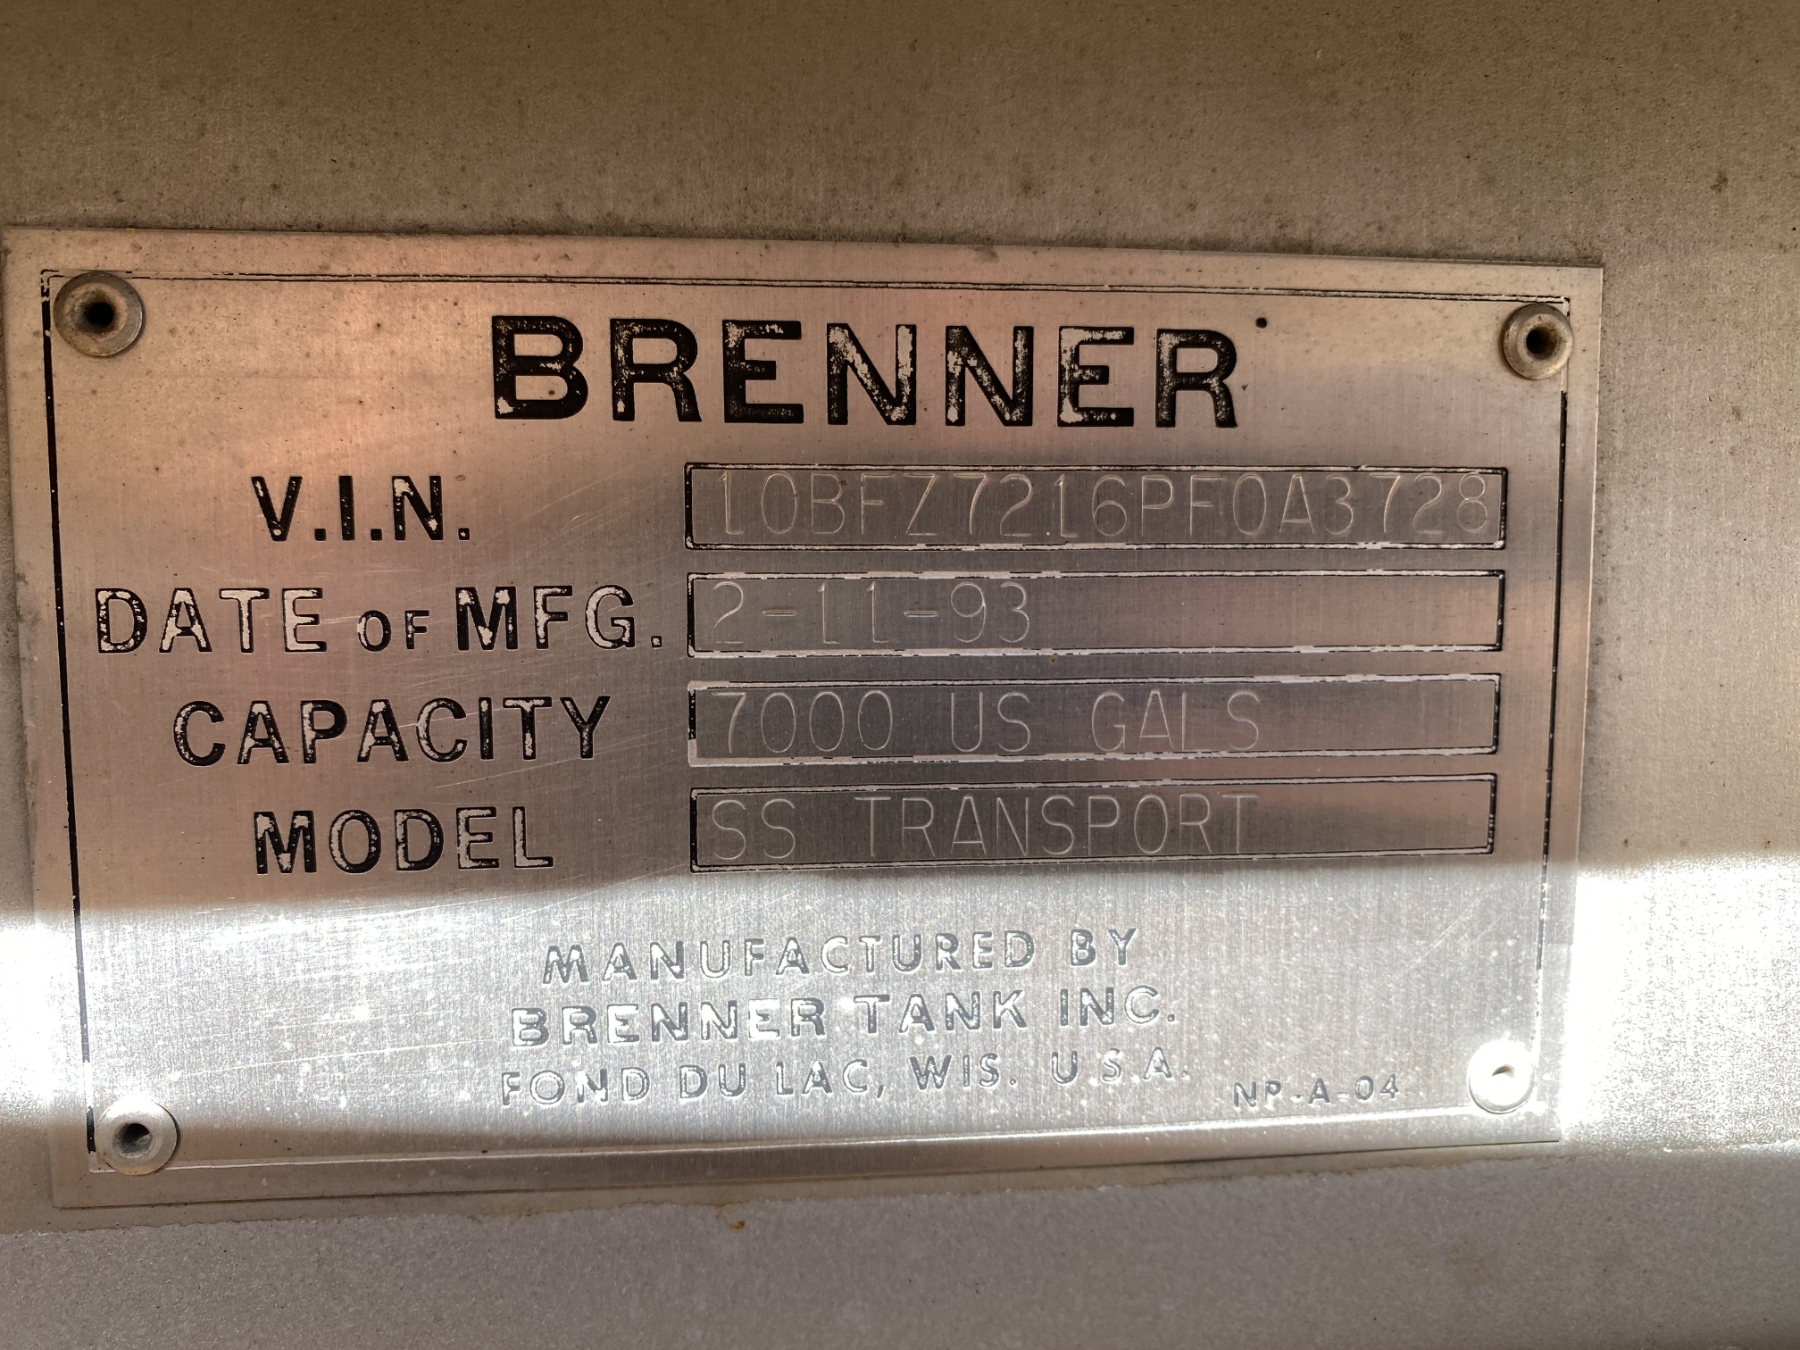 BRENNER
V.I.N. 10BFZ7216PF0A3728
DATE OF MFG. 2-11-93
CAPACITY 7000 US GALS
MODEL SS TRANSPORT
MANUFACTURED BY
BRENNER TANK INC.
FOND DU LAC, WIS. U.S.A.
NP-A-04